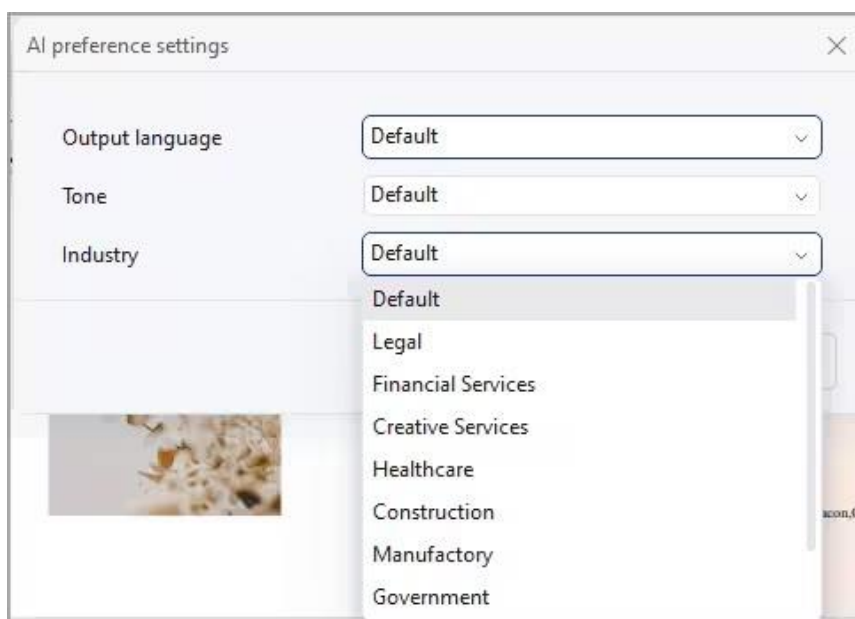 AI preference settings
Output language
Default
Tone
Default
Industry
Default
Default
Legal
Financial Services
Creative Services
Healthcare
Construction
Manufactory
Government